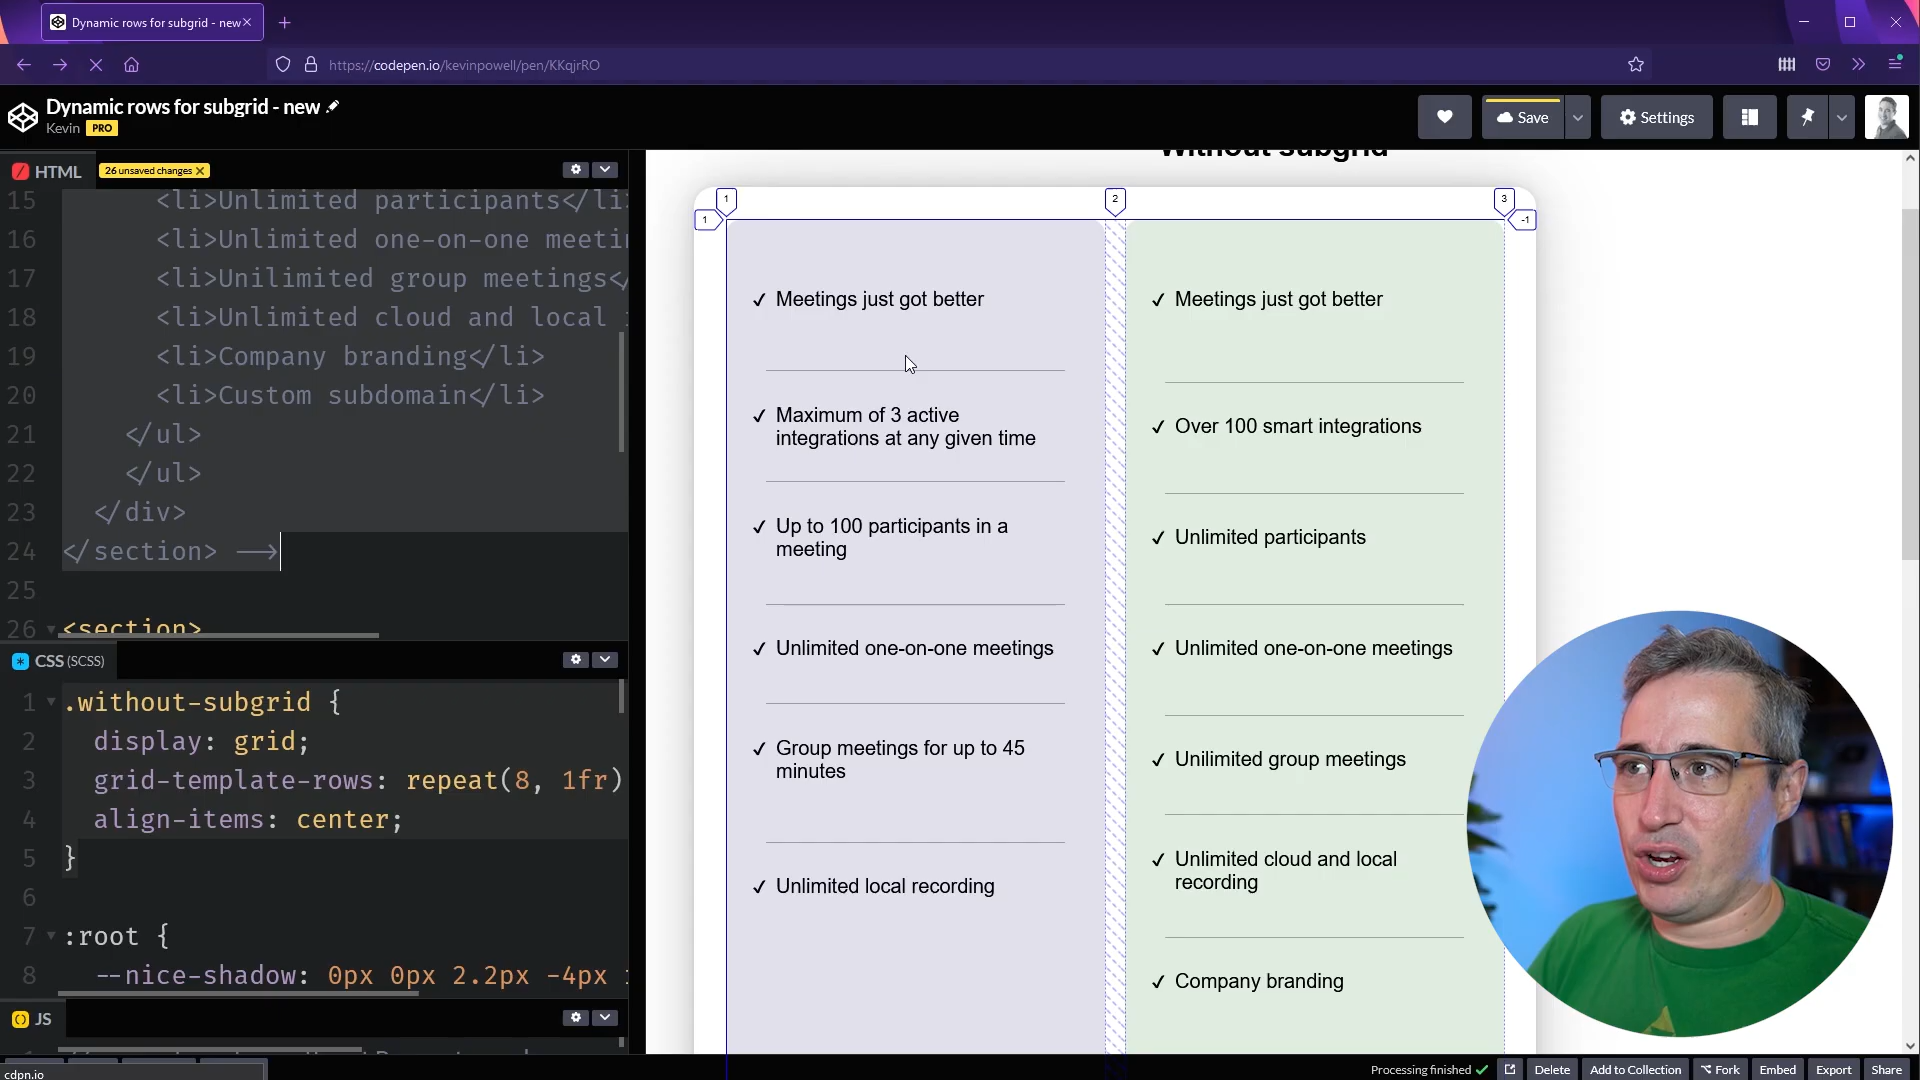 Dynamic rows for subgrid - new
https://codepen.io/kevinpowell/pen/KKqjrRO
Dynamic rows for subgrid - new
Kevin PRO
Save
Settings
HTML
26 unsaved changes
15 <li>Unlimited participants</li
16 <li>Unlimited one-on-one meeti
17 <li>Unilimited group meetings</
18 <li>Unlimited cloud and local
19 <li>Company branding</li>
20 <li>Custom subdomain</li>
21 </ul>
22 </ul>
23 </div>
24 </section> -->
25
26 <section>
CSS (SCSS)
1 .without-subgrid {
2 display: grid;
3 grid-template-rows: repeat(8, 1fr)
4 align-items: center;
5 }
6
7 :root {
8 --nice-shadow: 0px 0px 2.2px -4px
JS
cdpn.io
Without subgrid
1 2 3
1 -1
✓ Meetings just got better
✓ Maximum of 3 active
integrations at any given time
✓ Up to 100 participants in a
meeting
✓ Unlimited one-on-one meetings
✓ Group meetings for up to 45
minutes
✓ Unlimited local recording
✓ Meetings just got better
✓ Over 100 smart integrations
✓ Unlimited participants
✓ Unlimited one-on-one meetings
✓ Unilimited group meetings
✓ Unlimited cloud and local
recording
✓ Company branding
Processing finished ✓
Delete
Add to Collection
Fork
Embed
Export
Share